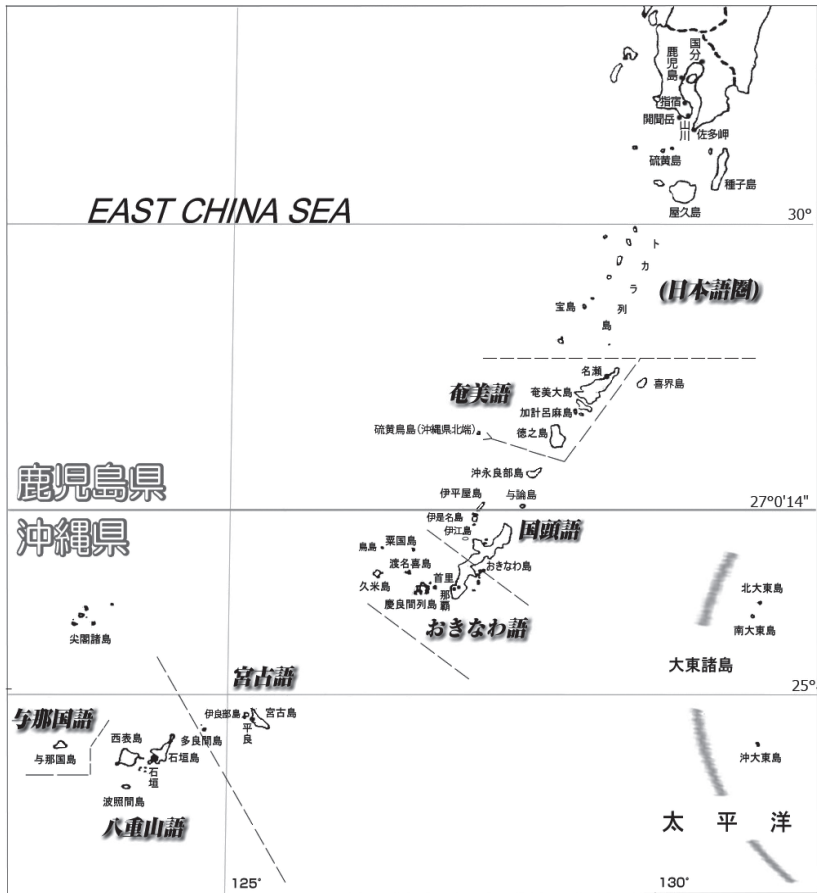 国分
鹿児島
指宿
開聞岳
山川
佐多岬
硫黄島
種子島
屋久島
EAST CHINA SEA
30°
トカラ列島
(日本語圏)
宝島
名瀬
奄美語
奄美大島
喜界島
加計呂麻島
硫黄鳥島(沖縄県北端)
徳之島
沖永良部島
鹿児島県
伊平屋島
与論島
27°0'14"
沖縄県
伊是名島
国頭語
伊江島
粟国島
鳥島
渡名喜島
おきなわ島
久米島
首里
那覇
慶良間列島
北大東島
南大東島
おきなわ語
尖閣諸島
大東諸島
宮古語
25°
与那国語
伊良部島
宮古島
平良
多良間島
西表島
与那国島
石垣島
石垣
沖大東島
波照間島
八重山語
太平洋
125°
130°